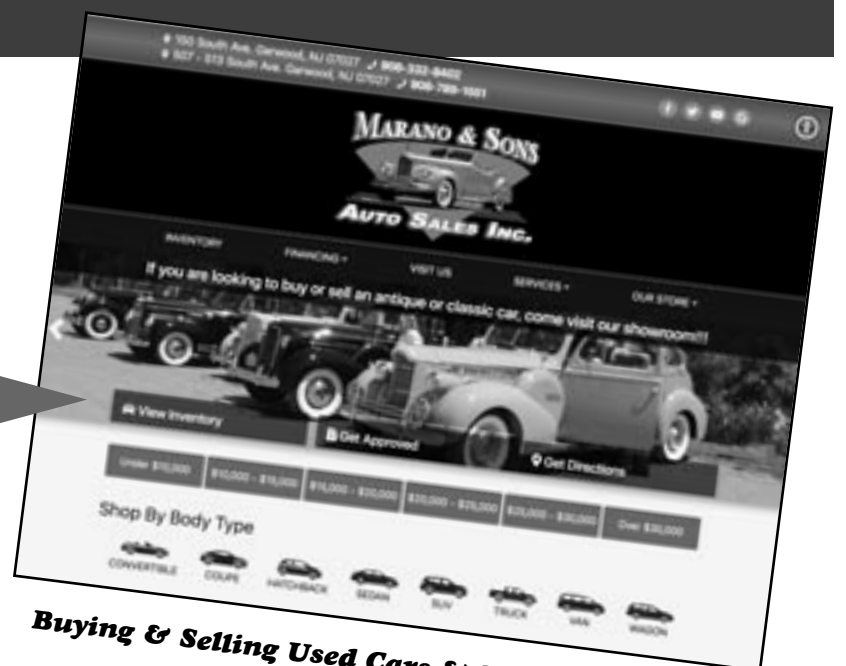 150 South Ave, Garwood, NJ 07027 908-332-8402
507 - 513 South Ave, Garwood, NJ 07027 908-789-1551
MARANO & SONS
AUTO SALES INC.
INVENTORY FINANCING VISIT US SERVICES OUR STORE
If you are looking to buy or sell an antique or classic car, come visit our showroom!!!
View inventory Get Approved Get Directions
Under $10,000 $10,000 - $15,000 $15,000 - $20,000 $20,000 - $25,000 $25,000 - $30,000 Over $30,000
Shop By Body Type
CONVERTIBLE COUPE HATCHBACK SEDAN SUV TRUCK VAN WAGON
Buying & Selling Used Cars &